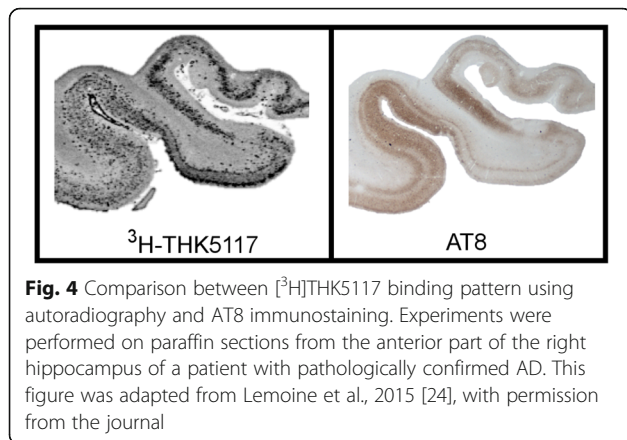 ³H-THK5117
AT8
Fig. 4 Comparison between [³H]THK5117 binding pattern using
autoradiography and AT8 immunostaining. Experiments were
performed on paraffin sections from the anterior part of the right
hippocampus of a patient with pathologically confirmed AD. This
figure was adapted from Lemoine et al., 2015 [24], with permission
from the journal